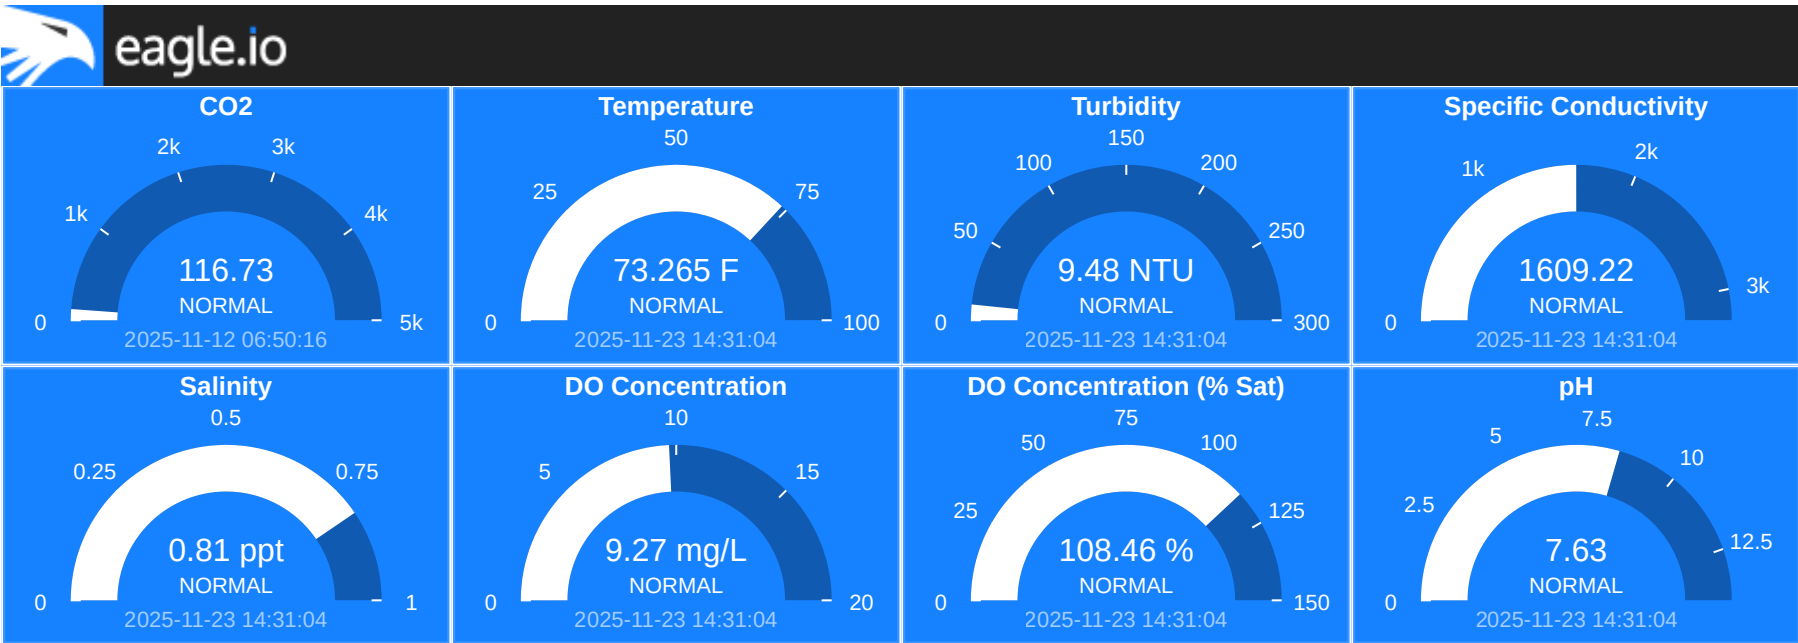 eagle.io
CO2
0
1k
2k
3k
4k
5k
116.73
NORMAL
2025-11-12 06:50:16
Temperature
0
25
50
75
100
73.265 F
NORMAL
2025-11-23 14:31:04
Turbidity
0
50
100
150
200
250
300
9.48 NTU
NORMAL
2025-11-23 14:31:04
Specific Conductivity
0
1k
2k
3k
1609.22
NORMAL
2025-11-23 14:31:04
Salinity
0
0.25
0.5
0.75
1
0.81 ppt
NORMAL
2025-11-23 14:31:04
DO Concentration
0
5
10
15
20
9.27 mg/L
NORMAL
2025-11-23 14:31:04
DO Concentration (% Sat)
0
25
50
75
100
125
150
108.46 %
NORMAL
2025-11-23 14:31:04
pH
0
2.5
5
7.5
10
12.5
7.63
NORMAL
2025-11-23 14:31:04